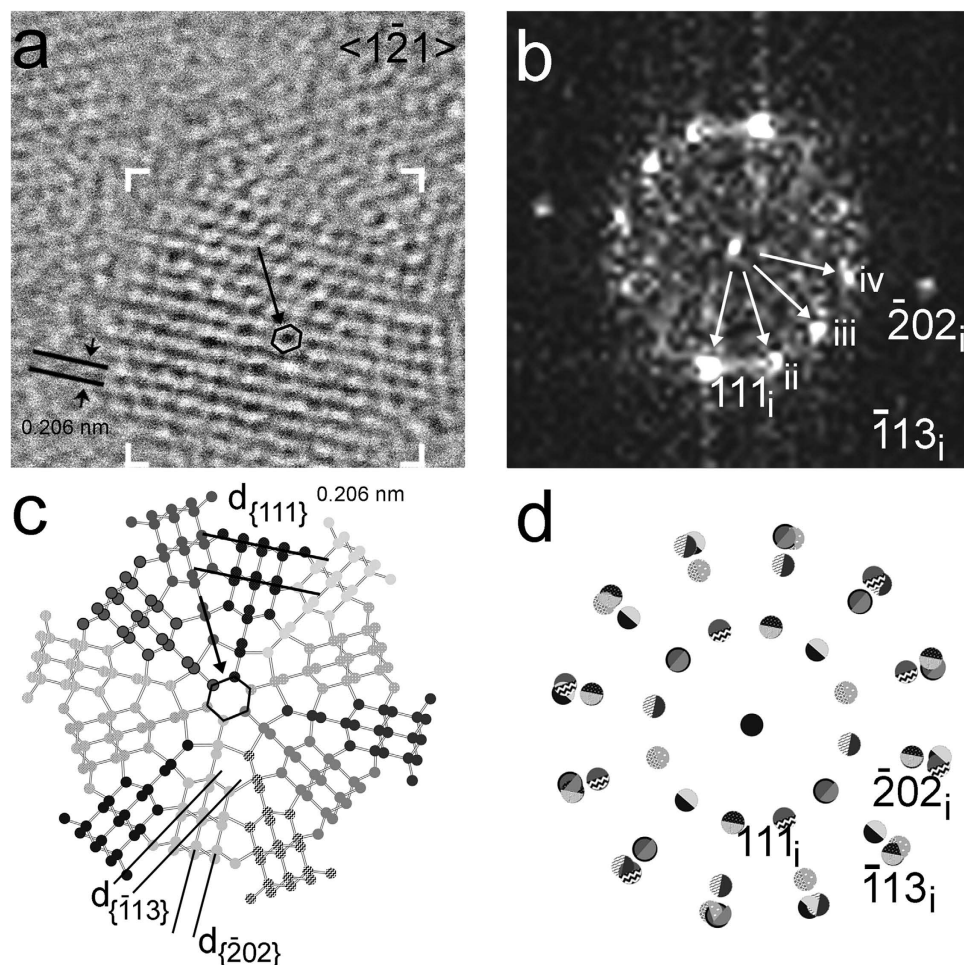 a
<12̄1>
0.206 nm
b
iv
iii
2̄02i
ii
111i
1̄13i
c
d{111}
0.206 nm
d{1̄13}
d{2̄02}
d
2̄02i
111i
1̄13i